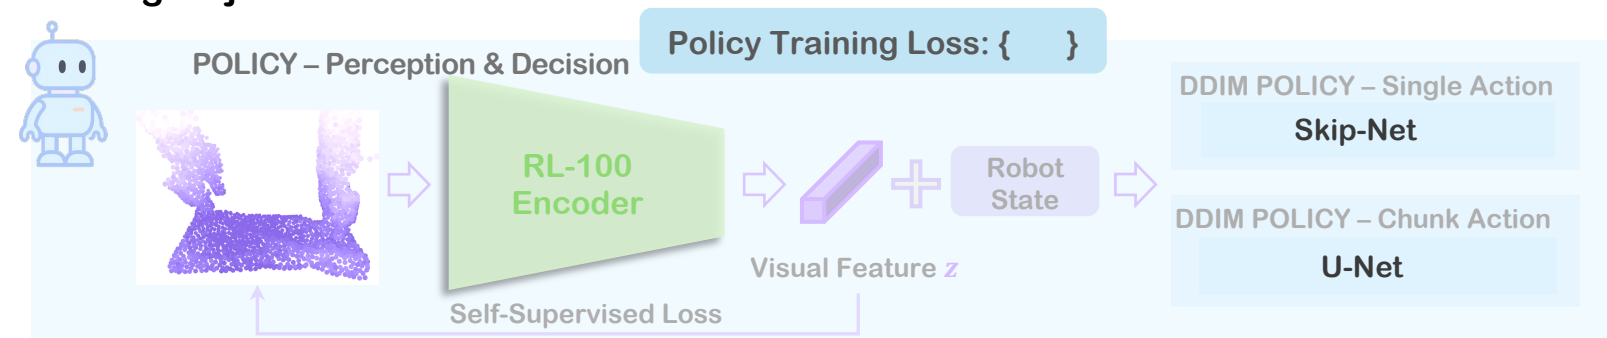 Policy Training Loss: { }
POLICY – Perception & Decision
RL-100
Encoder
Visual Feature z
Self-Supervised Loss
Robot
State
DDIM POLICY – Single Action
Skip-Net
DDIM POLICY – Chunk Action
U-Net